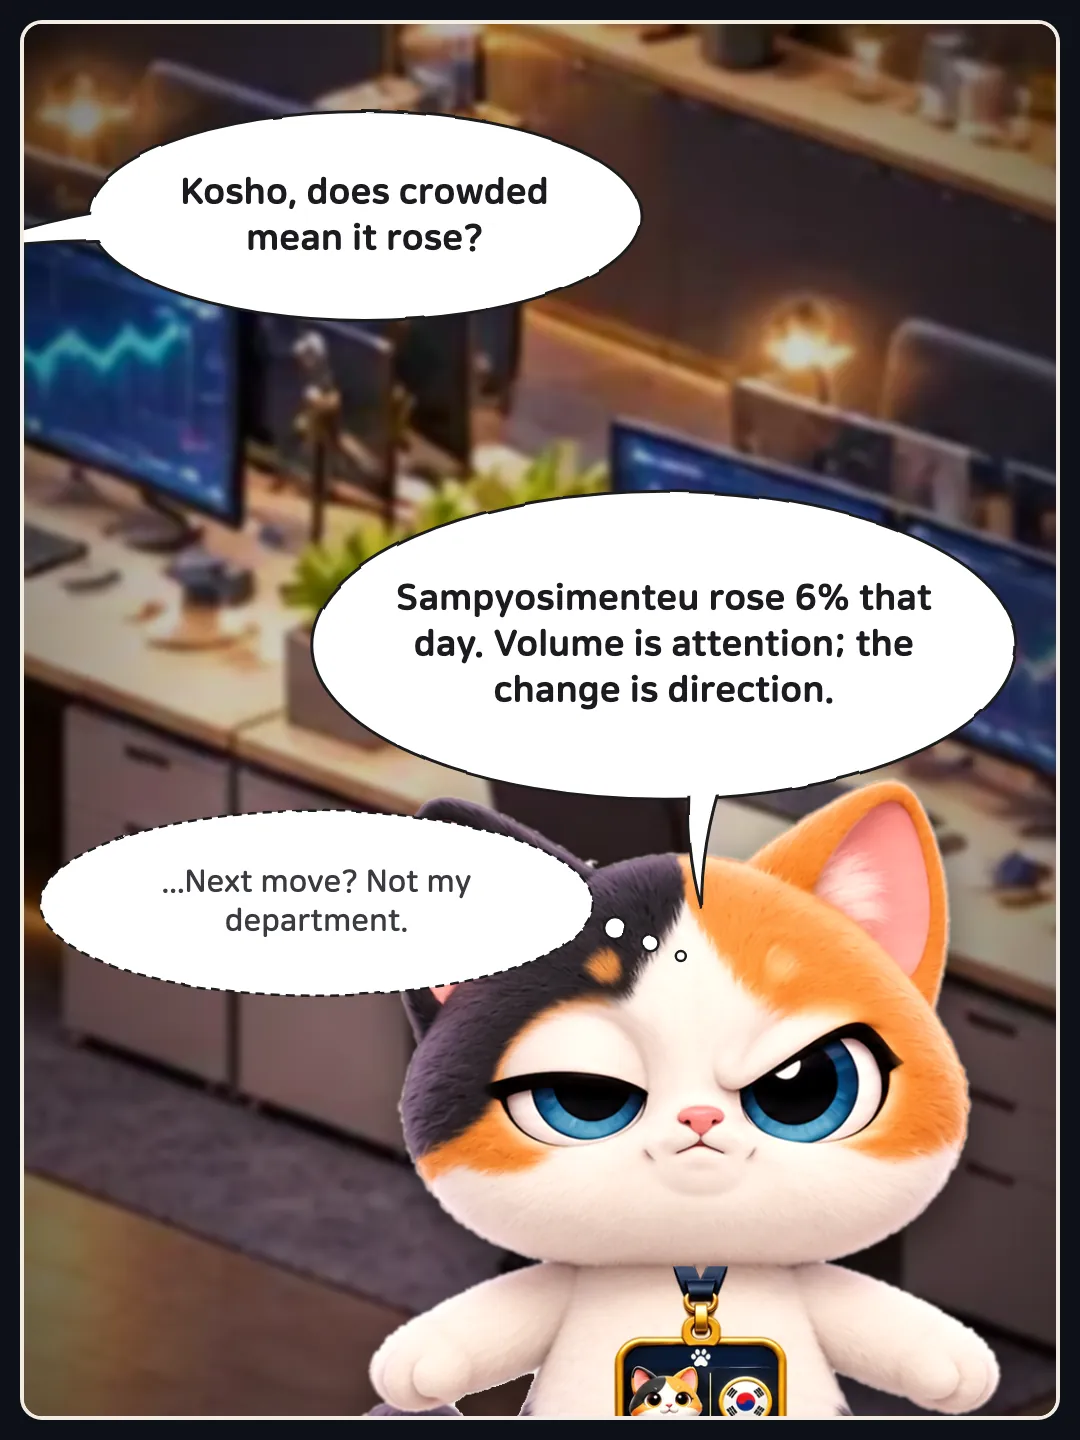 Kosho, does crowded
mean it rose?
Sampyosimenteu rose 6% that
day. Volume is attention; the
change is direction.
...Next move? Not my
department.